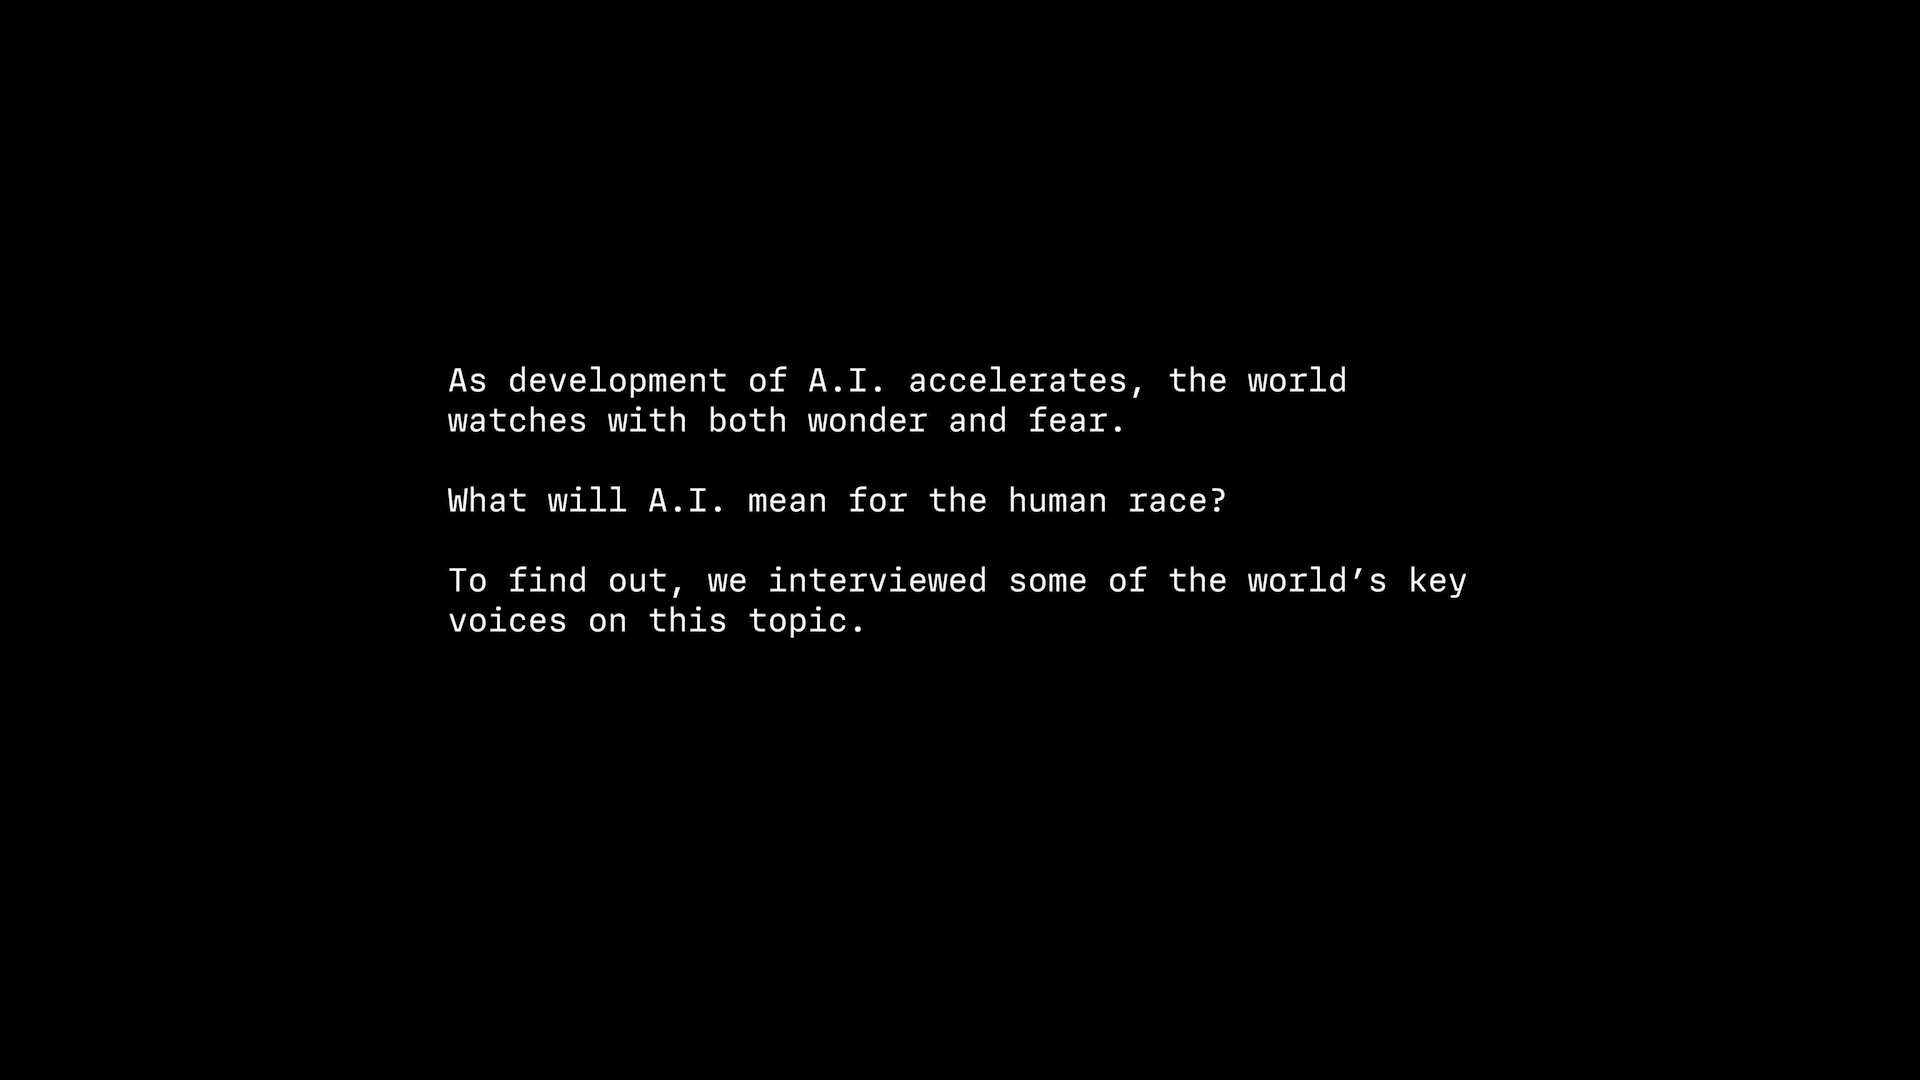 As development of A.I. accelerates, the world
watches with both wonder and fear.
What will A.I. mean for the human race?
To find out, we interviewed some of the world’s key
voices on this topic.